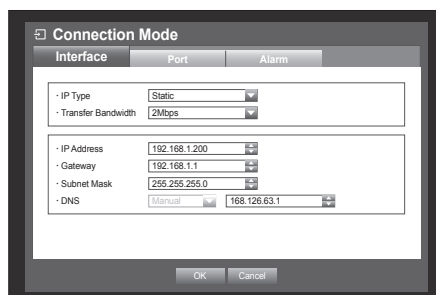 Connection Mode
Interface Port Alarm
· IP Type Static
· Transfer Bandwidth 2Mbps
· IP Address 192.168.1.200
· Gateway 192.168.1.1
· Subnet Mask 255.255.255.0
· DNS Manual 168.126.63.1
OK Cancel